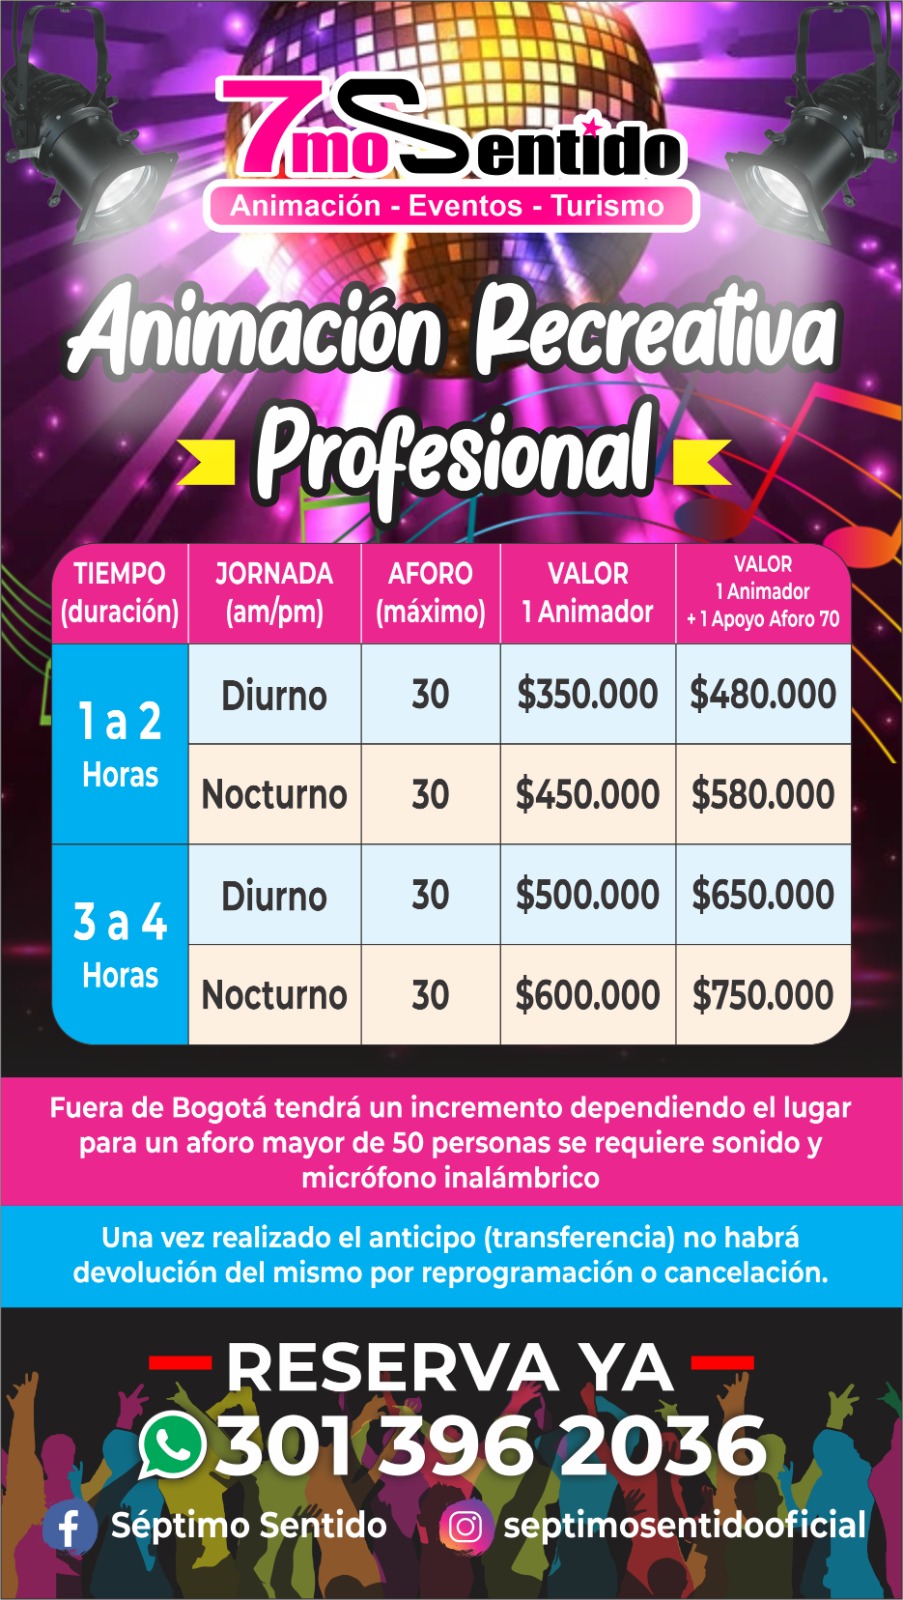 7mo Sentido
Animación - Eventos - Turismo
Animación Recreativa
Profesional
TIEMPO
(duración)
JORNADA
(am/pm)
AFORO
(máximo)
VALOR
1 Animador
VALOR
1 Animador
+ 1 Apoyo Aforo 70
1 a 2
Horas
Diurno 30 $350.000 $480.000
Nocturno 30 $450.000 $580.000
3 a 4
Horas
Diurno 30 $500.000 $650.000
Nocturno 30 $600.000 $750.000
Fuera de Bogotá tendrá un incremento dependiendo el lugar
para un aforo mayor de 50 personas se requiere sonido y
micrófono inalámbrico
Una vez realizado el anticipo (transferencia) no habrá
devolución del mismo por reprogramación o cancelación.
RESERVA YA
301 396 2036
Séptimo Sentido
septimosentidooficial